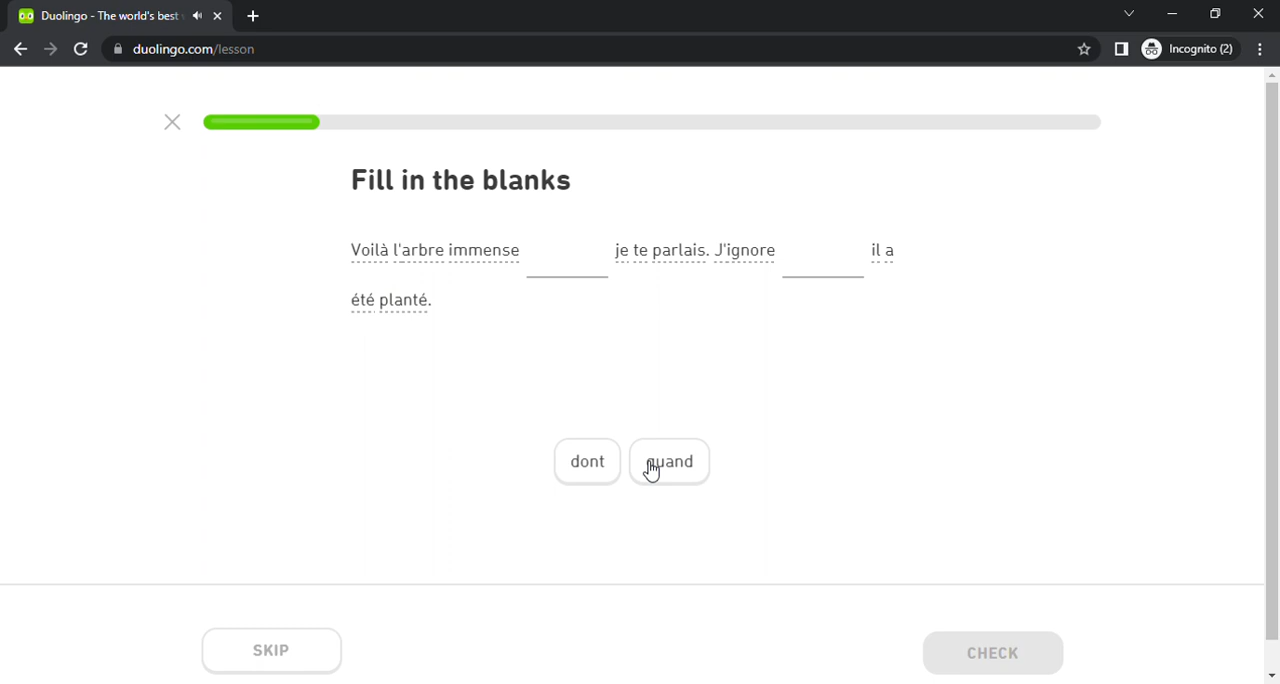 Duolingo - The world's best
duolingo.com/lesson
Incognito (2)
Fill in the blanks
Voilà l'arbre immense je te parlais. J'ignore il a
été planté.
dont quand
SKIP CHECK